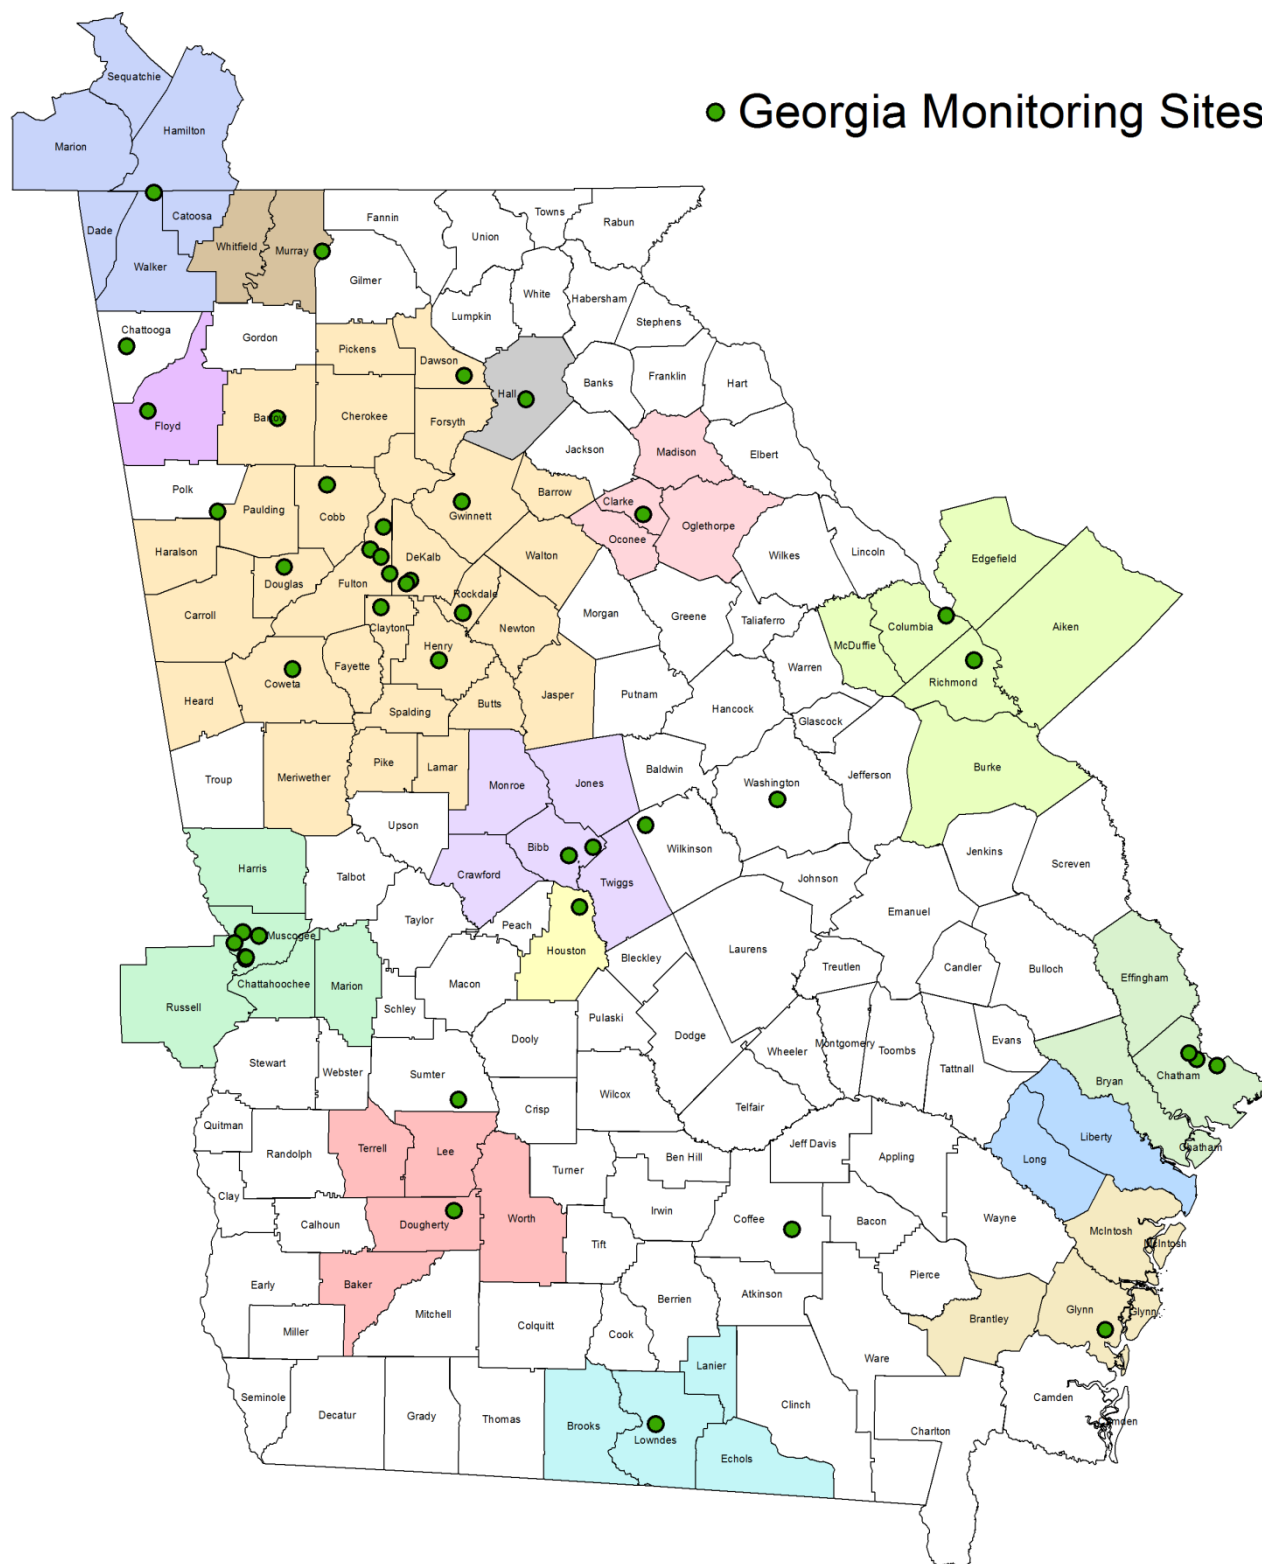 Georgia Monitoring Sites
Sequatchie
Hamilton
Marion
Catoosa
Dade
Walker
Whitfield
Murray
Fannin
Union
Towns
Rabun
Gilmer
White
Habersham
Lumpkin
Stephens
Chattooga
Gordon
Pickens
Dawson
Hall
Banks
Franklin
Hart
Floyd
Barrow
Cherokee
Forsyth
Jackson
Madison
Elbert
Polk
Paulding
Cobb
Gwinnett
Barrow
Clarke
Oconee
Oglethorpe
Wilkes
Lincoln
Edgefield
Haralson
Douglas
Fulton
DeKalb
Rockdale
Walton
Morgan
Greene
Taliaferro
Columbia
McDuffie
Aiken
Carroll
Clayton
Henry
Newton
Warren
Richmond
Heard
Coweta
Fayette
Spalding
Butts
Jasper
Putnam
Hancock
Glascock
Troup
Meriwether
Pike
Lamar
Monroe
Jones
Baldwin
Washington
Jefferson
Burke
Upson
Bibb
Wilkinson
Jenkins
Screven
Harris
Talbot
Crawford
Twiggs
Johnson
Emanuel
Muscogee
Taylor
Peach
Houston
Bleckley
Laurens
Treutlen
Candler
Bulloch
Effingham
Russell
Chattahoochee
Marion
Schley
Macon
Pulaski
Dooly
Dodge
Wheeler
Montgomery
Toombs
Tattnall
Evans
Bryan
Chatham
Chatham
Stewart
Webster
Sumter
Crisp
Wilcox
Telfair
Jeff Davis
Appling
Long
Liberty
Quitman
Randolph
Terrell
Lee
Turner
Ben Hill
Clay
Calhoun
Dougherty
Worth
Irwin
Coffee
Bacon
Wayne
McIntosh
McIntosh
Tift
Early
Baker
Mitchell
Berrien
Atkinson
Pierce
Brantley
Glynn
Glynn
Miller
Colquitt
Cook
Ware
Seminole
Decatur
Grady
Thomas
Brooks
Lowndes
Lanier
Echols
Clinch
Charlton
Camden
mden